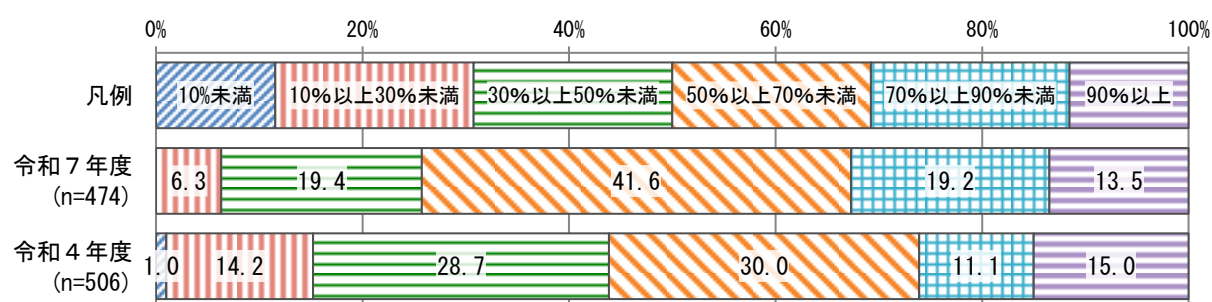 0% 20% 40% 60% 80% 100%
凡例 10%未満 10%以上30%未満 30%以上50%未満 50%以上70%未満 70%以上90%未満 90%以上
令和７年度
(n=474)
6.3 19.4 41.6 19.2 13.5
令和４年度
(n=506)
1.0 14.2 28.7 30.0 11.1 15.0